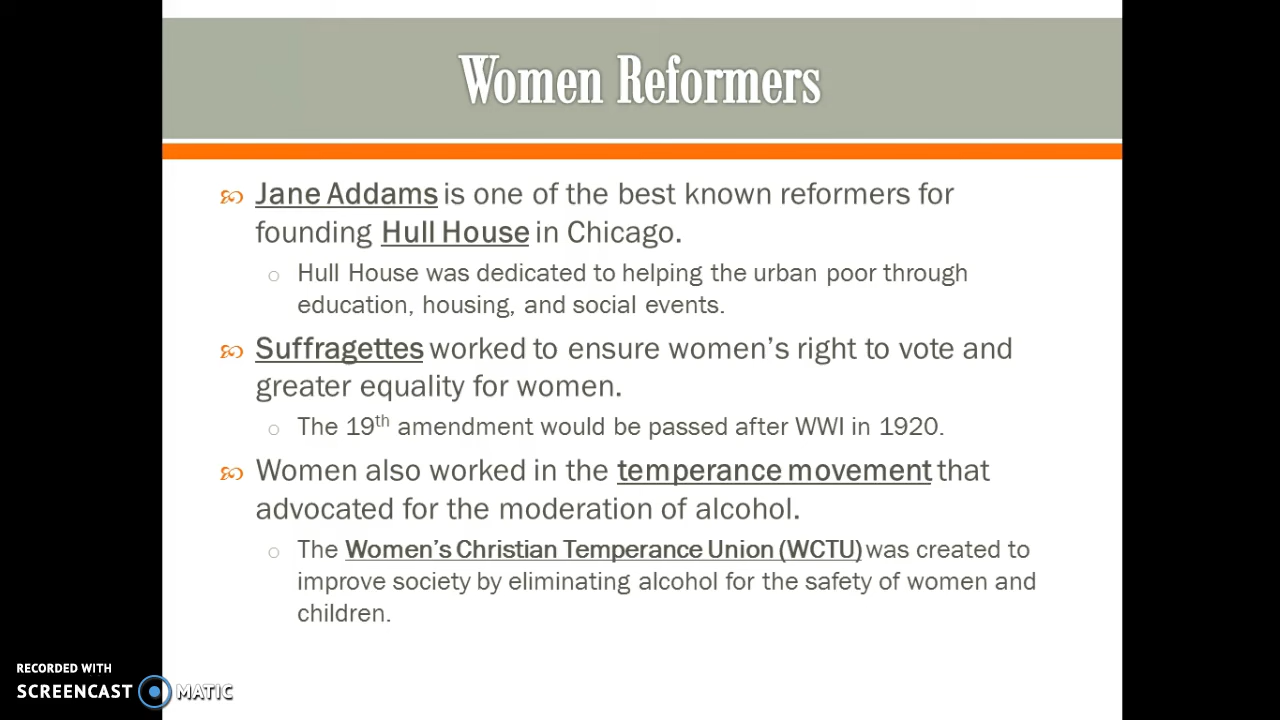 Women Reformers
Jane Addams is one of the best known reformers for
founding Hull House in Chicago.
Hull House was dedicated to helping the urban poor through
education, housing, and social events.
Suffragettes worked to ensure women’s right to vote and
greater equality for women.
The 19th amendment would be passed after WWI in 1920.
Women also worked in the temperance movement that
advocated for the moderation of alcohol.
The Women’s Christian Temperance Union (WCTU) was created to
improve society by eliminating alcohol for the safety of women and
children.
RECORDED WITH
SCREENCAST MATIC